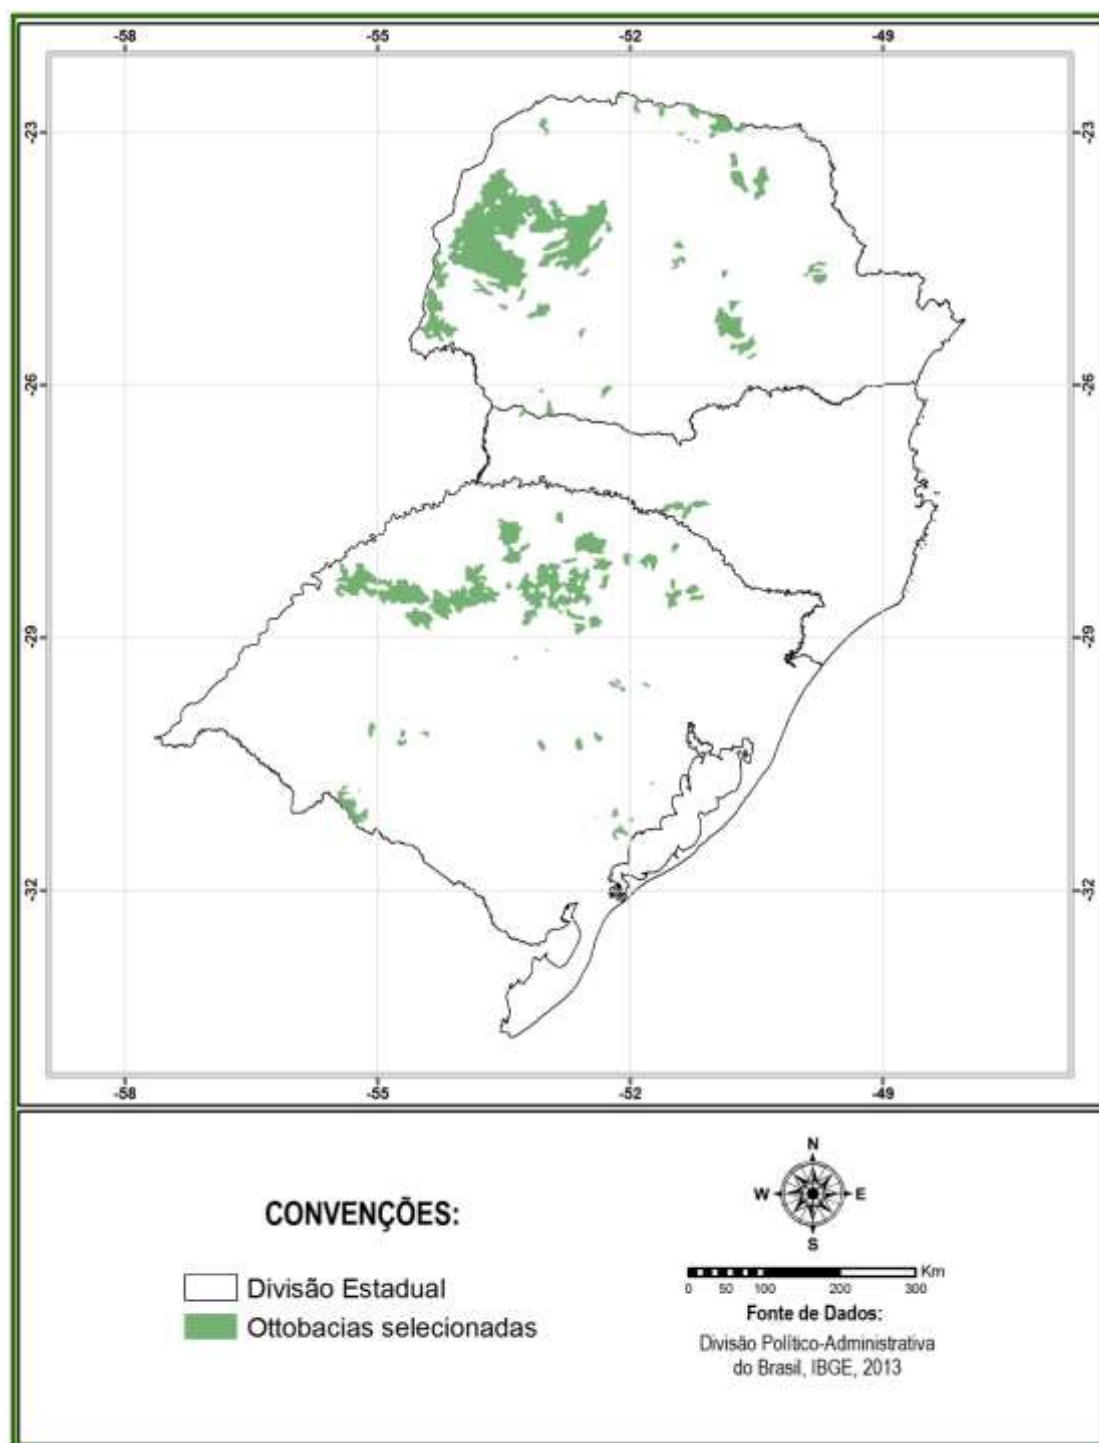 -58 -55 -52 -49
-23 -23
-26 -26
-29 -29
-32 -32
-58 -55 -52 -49
N
W E
S
CONVENÇÕES:
Divisão Estadual
Ottobacias selecionadas
Km
0 50 100 200 300
Fonte de Dados:
Divisão Político-Administrativa
do Brasil, IBGE, 2013